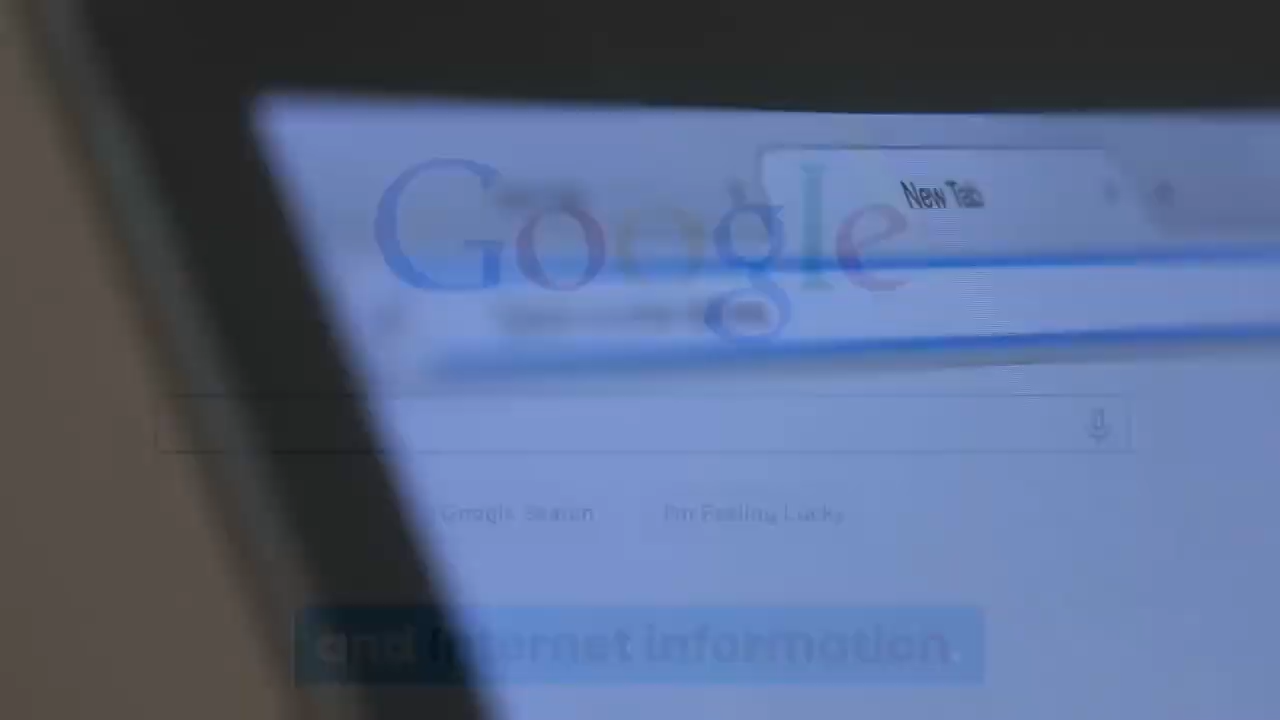 New Tab
Google
Google Search I'm Feeling Lucky
and internet information.